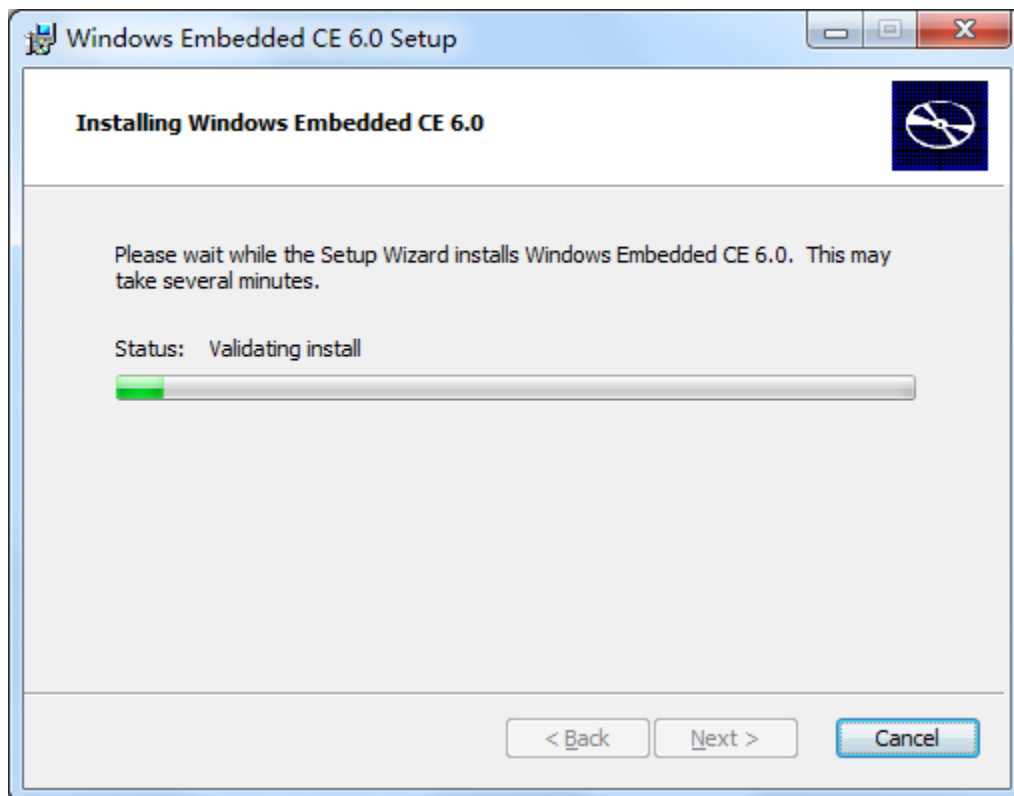 Windows Embedded CE 6.0 Setup
Installing Windows Embedded CE 6.0
Please wait while the Setup Wizard installs Windows Embedded CE 6.0.  This may
take several minutes.
Status:   Validating install
< Back   Next >   Cancel